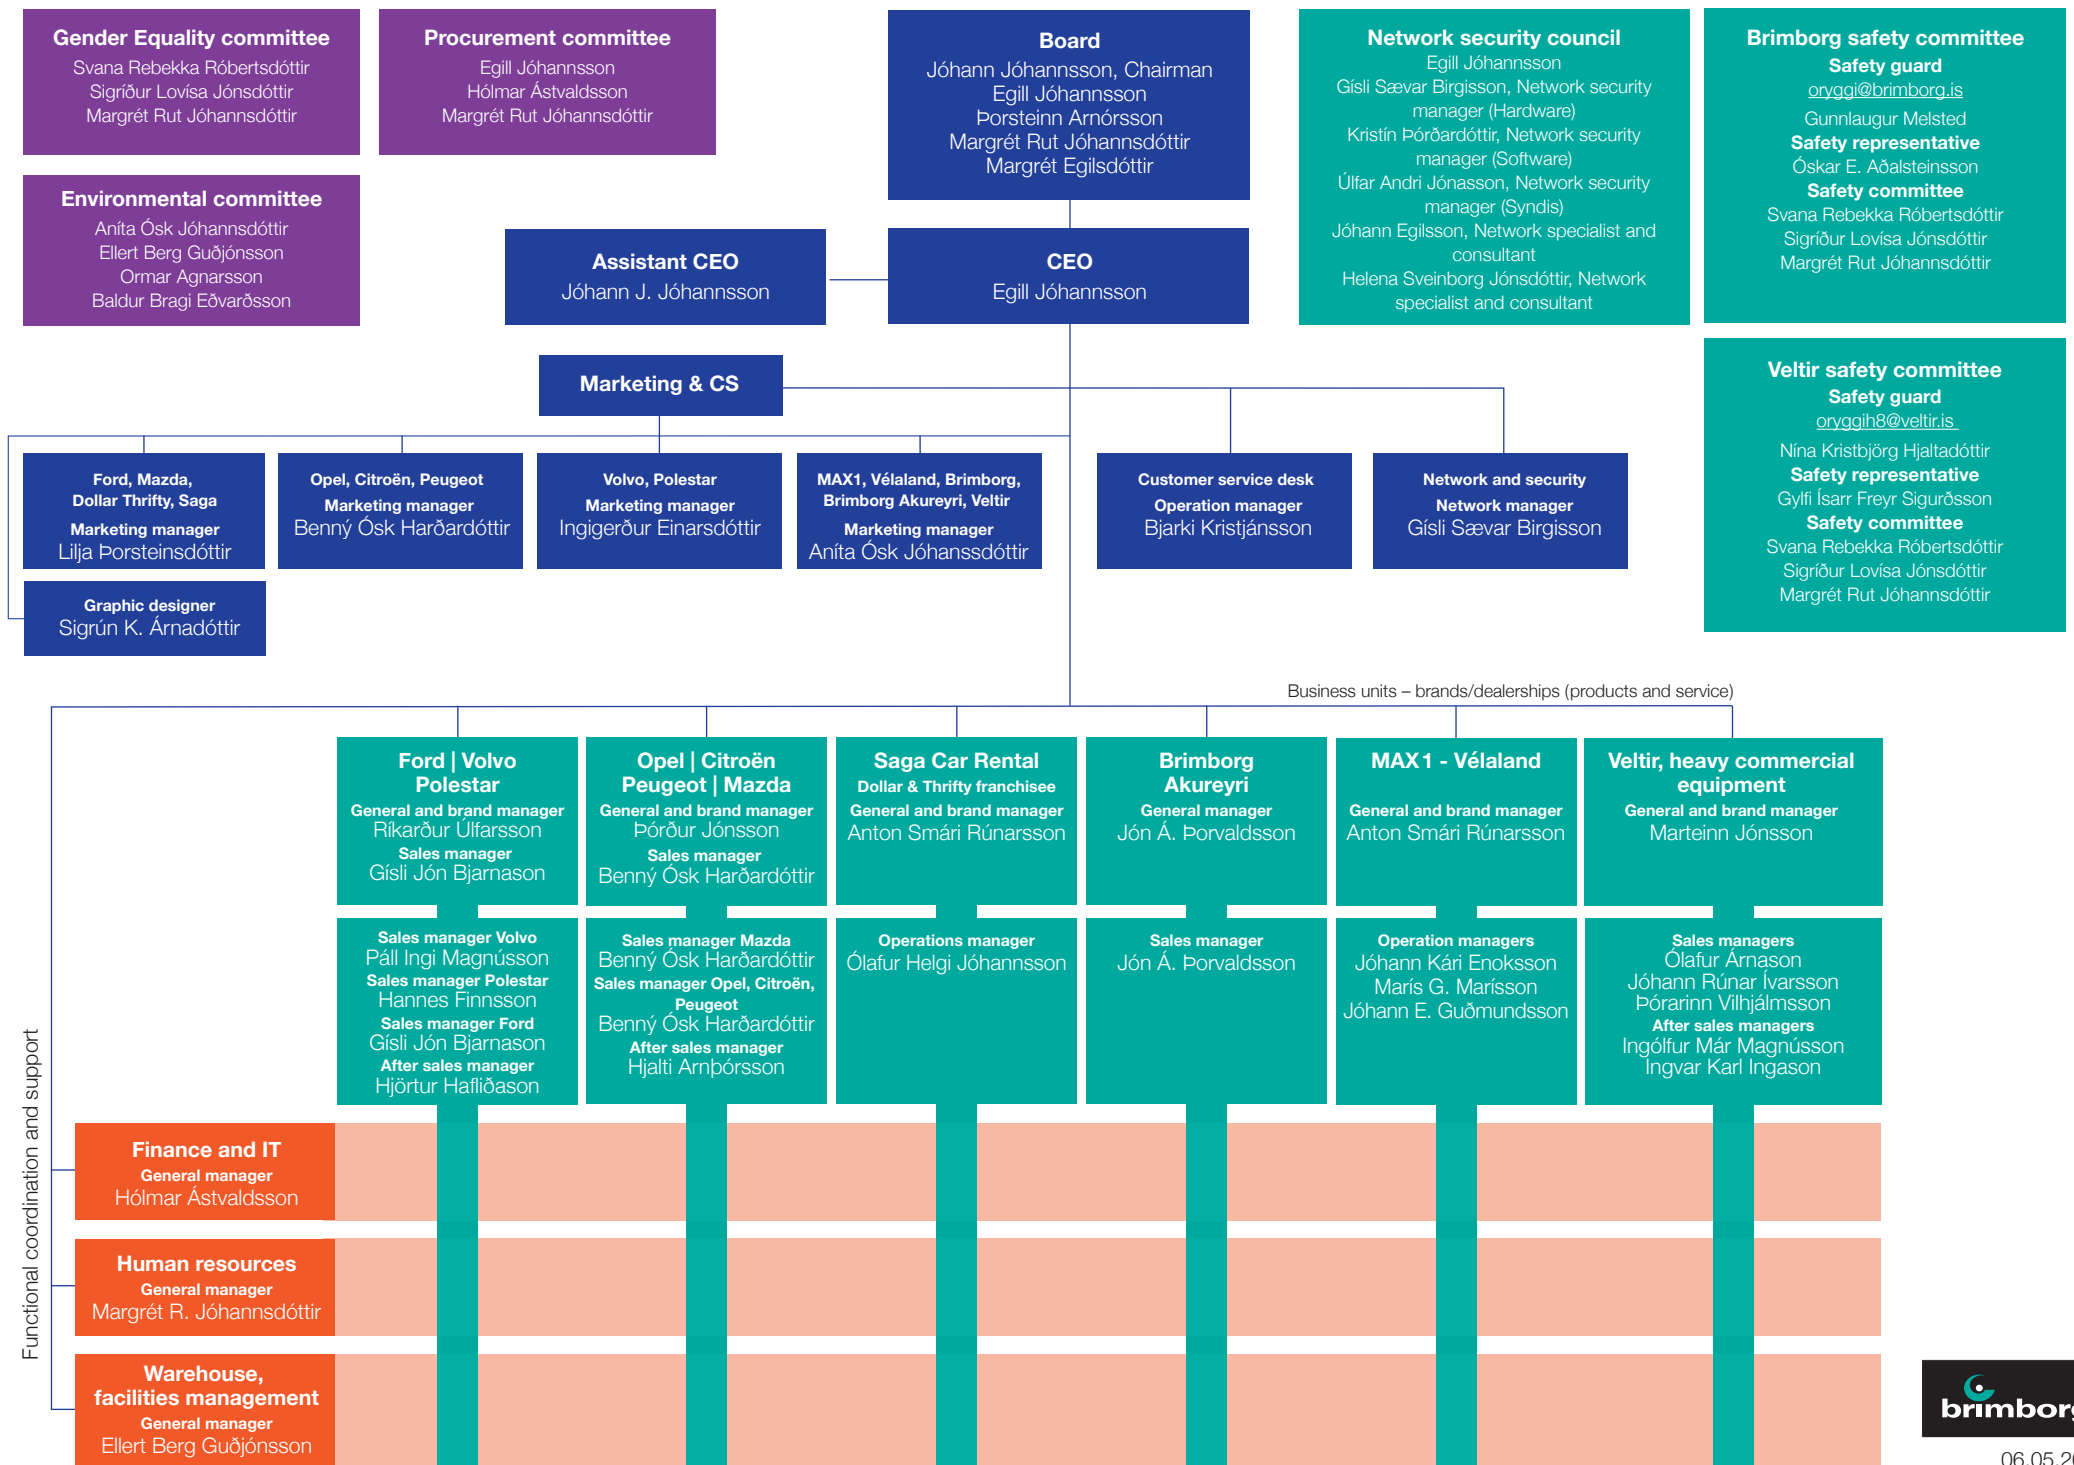 Gender Equality committee
Svana Rebekka Róbertsdóttir
Sigríður Lovísa Jónsdóttir
Margrét Rut Jóhannsdóttir
Procurement committee
Egill Jóhannsson
Hólmar Ástvaldsson
Margrét Rut Jóhannsdóttir
Environmental committee
Aníta Ósk Jóhannsdóttir
Ellert Berg Guðjónsson
Ormar Agnarsson
Baldur Bragi Eðvarðsson
Board
Jóhann Jóhannsson, Chairman
Egill Jóhannsson
Þorsteinn Arnórsson
Margrét Rut Jóhannsdóttir
Margrét Egilsdóttir
Assistant CEO
Jóhann J. Jóhannsson
CEO
Egill Jóhannsson
Network security council
Egill Jóhannsson
Gísli Sævar Birgisson, Network security
manager (Hardware)
Kristín Þórðardóttir, Network security
manager (Software)
Úlfar Andri Jónasson, Network security
manager (Syndis)
Jóhann Egilsson, Network specialist and
consultant
Helena Sveinborg Jónsdóttir, Network
specialist and consultant
Brimborg safety committee
Safety guard
oryggi@brimborg.is
Gunnlaugur Melsted
Safety representative
Óskar E. Aðalsteinsson
Safety committee
Svana Rebekka Róbertsdóttir
Sigríður Lovísa Jónsdóttir
Margrét Rut Jóhannsdóttir
Veltir safety committee
Safety guard
oryggih8@veltir.is
Nína Kristbjörg Hjaltadóttir
Safety representative
Gylfi Ísarr Freyr Sigurðsson
Safety committee
Svana Rebekka Róbertsdóttir
Sigríður Lovísa Jónsdóttir
Margrét Rut Jóhannsdóttir
Marketing & CS
Ford, Mazda,
Dollar Thrifty, Saga
Marketing manager
Lilja Þorsteinsdóttir
Opel, Citroën, Peugeot
Marketing manager
Benný Ósk Harðardóttir
Volvo, Polestar
Marketing manager
Ingigerður Einarsdóttir
MAX1, Vélaland, Brimborg,
Brimborg Akureyri, Veltir
Marketing manager
Aníta Ósk Jóhanssdóttir
Customer service desk
Operation manager
Bjarki Kristjánsson
Network and security
Network manager
Gísli Sævar Birgisson
Graphic designer
Sigrún K. Árnadóttir
Business units – brands/dealerships (products and service)
Ford | Volvo
Polestar
General and brand manager
Ríkarður Úlfarsson
Sales manager
Gísli Jón Bjarnason
Opel | Citroën
Peugeot | Mazda
General and brand manager
Þórður Jónsson
Sales manager
Benný Ósk Harðardóttir
Saga Car Rental
Dollar & Thrifty franchisee
General and brand manager
Anton Smári Rúnarsson
Brimborg
Akureyri
General manager
Jón Á. Þorvaldsson
MAX1 - Vélaland
General and brand manager
Anton Smári Rúnarsson
Veltir, heavy commercial
equipment
General and brand manager
Marteinn Jónsson
Sales manager Volvo
Páll Ingi Magnússon
Sales manager Polestar
Hannes Finnsson
Sales manager Ford
Gísli Jón Bjarnason
After sales manager
Hjörtur Hafliðason
Sales manager Mazda
Benný Ósk Harðardóttir
Sales manager Opel, Citroën,
Peugeot
Benný Ósk Harðardóttir
After sales manager
Hjalti Arnþórsson
Operations manager
Ólafur Helgi Jóhannsson
Sales manager
Jón Á. Þorvaldsson
Operation managers
Jóhann Kári Enoksson
Marís G. Marísson
Jóhann E. Guðmundsson
Sales managers
Ólafur Árnason
Jóhann Rúnar Ívarsson
Þórarinn Vilhjálmsson
After sales managers
Ingólfur Már Magnússon
Ingvar Karl Ingason
Functional coordination and support
Finance and IT
General manager
Hólmar Ástvaldsson
Human resources
General manager
Margrét R. Jóhannsdóttir
Warehouse,
facilities management
General manager
Ellert Berg Guðjónsson
brimborg
06.05.20